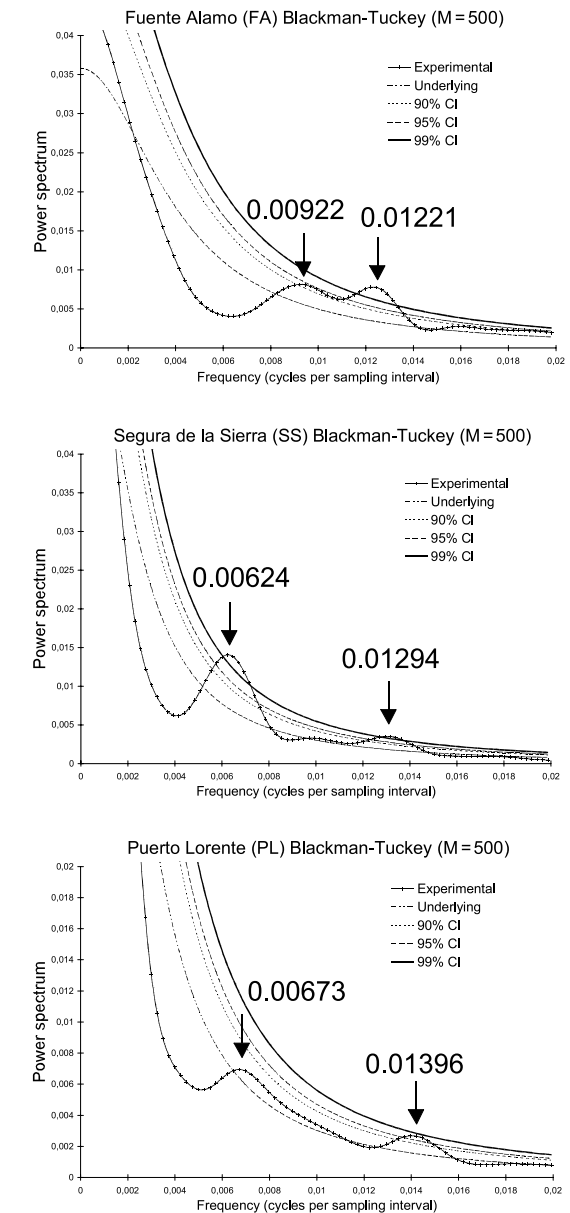 Fuente Alamo (FA) Blackman-Tuckey (M=500)
0,04
0,035
0,03
0,025
0,02
0,015
0,01
0,005
0
Power spectrum
Experimental
Underlying
90% CI
95% CI
99% CI
0.00922
0.01221
0 0,002 0,004 0,006 0,008 0,01 0,012 0,014 0,016 0,018 0,02
Frequency (cycles per sampling interval)
Segura de la Sierra (SS) Blackman-Tuckey (M=500)
0,04
0,035
0,03
0,025
0,02
0,015
0,01
0,005
0
Power spectrum
Experimental
Underlying
90% CI
95% CI
99% CI
0.00624
0.01294
0 0,002 0,004 0,006 0,008 0,01 0,012 0,014 0,016 0,018 0,02
Frequency (cycles per sampling interval)
Puerto Lorente (PL) Blackman-Tuckey (M=500)
0,02
0,018
0,016
0,014
0,012
0,01
0,008
0,006
0,004
0,002
0
Power spectrum
Experimental
Underlying
90% CI
95% CI
99% CI
0.00673
0.01396
0 0,002 0,004 0,006 0,008 0,01 0,012 0,014 0,016 0,018 0,02
Frequency (cycles per sampling interval)